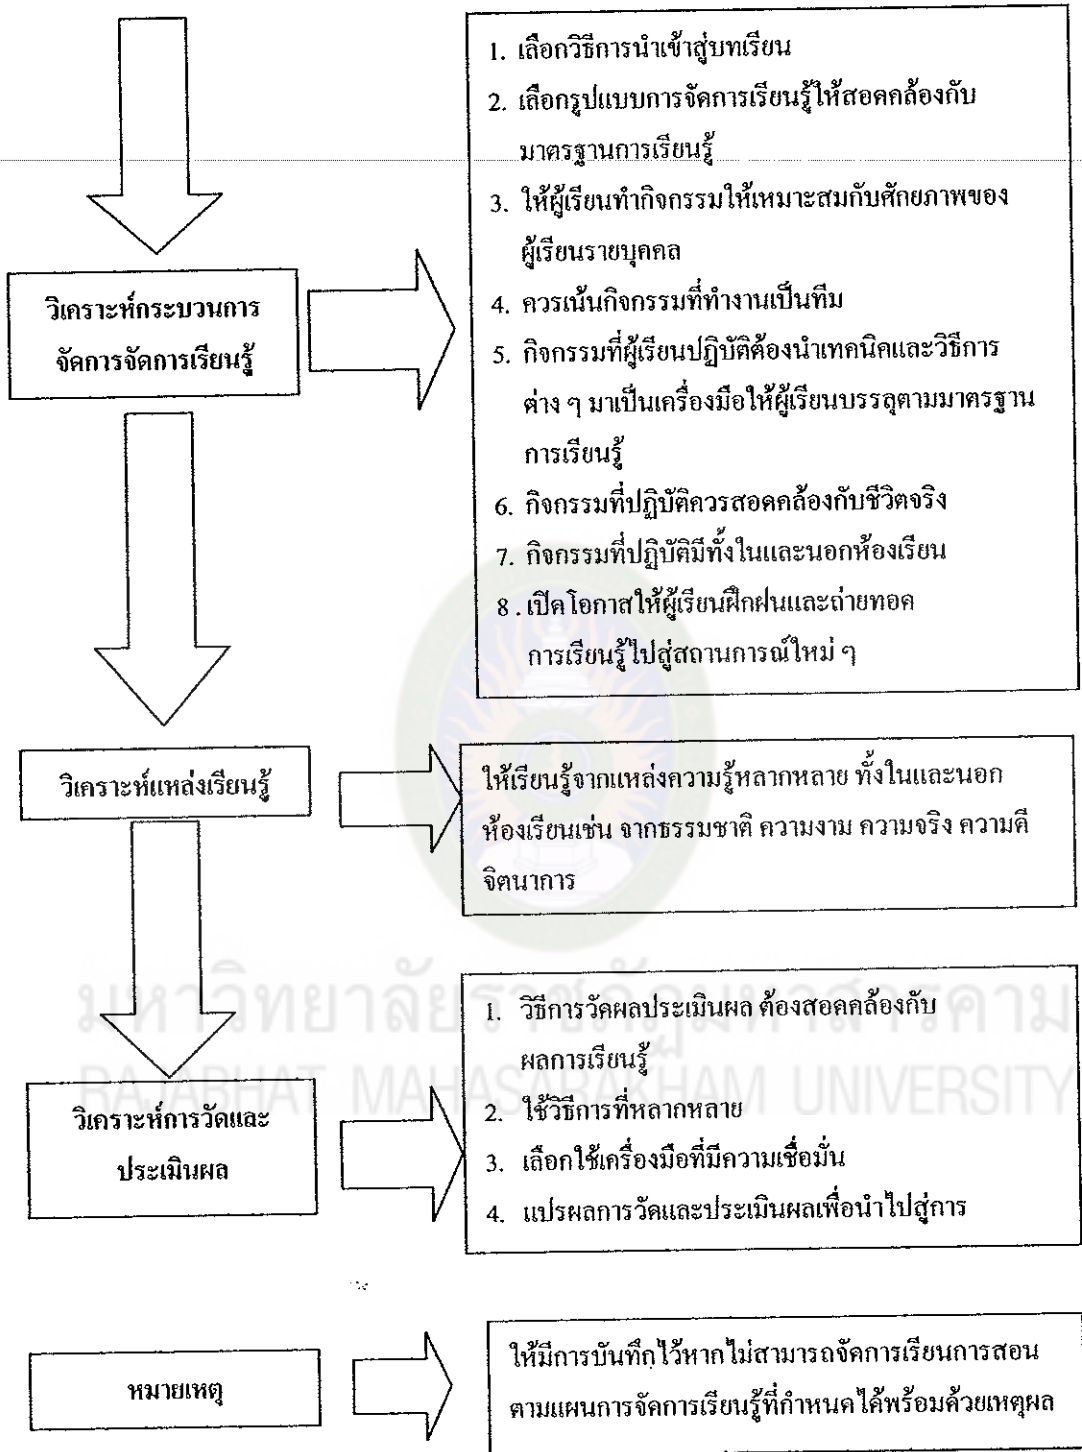 1. เลือกวิธีการนำเข้าสู่บทเรียน
2. เลือกรูปแบบการจัดการเรียนรู้ให้สอดคล้องกับ
มาตรฐานการเรียนรู้
3. ให้ผู้เรียนทำกิจกรรมให้เหมาะสมกับศักยภาพของ
ผู้เรียนรายบุคคล
4. ควรเน้นกิจกรรมที่ทำงานเป็นทีม
5. กิจกรรมที่ผู้เรียนปฏิบัติต้องนำเทคนิคและวิธีการ
ต่าง ๆ มาเป็นเครื่องมือให้ผู้เรียนบรรลุตามมาตรฐาน
การเรียนรู้
6. กิจกรรมที่ปฏิบัติควรสอดคล้องกับชีวิตจริง
7. กิจกรรมที่ปฏิบัติมีทั้งในและนอกห้องเรียน
8. เปิดโอกาสให้ผู้เรียนฝึกฝนและถ่ายทอด
การเรียนรู้ไปสู่สถานการณ์ใหม่ ๆ
วิเคราะห์กระบวนการ
จัดการจัดการเรียนรู้
วิเคราะห์แหล่งเรียนรู้
ให้เรียนรู้จากแหล่งความรู้หลากหลาย ทั้งในและนอก
ห้องเรียนเช่น จากธรรมชาติ ความงาม ความจริง ความดี
จิตนาการ
มหาวิทยาลัยราชภัฏมหาสารคาม
RAJABHAT MAHASARAKHAM UNIVERSITY
วิเคราะห์การวัดและ
ประเมินผล
1. วิธีการวัดผลประเมินผล ต้องสอดคล้องกับ
ผลการเรียนรู้
2. ใช้วิธีการที่หลากหลาย
3. เลือกใช้เครื่องมือที่มีความเชื่อมั่น
4. แปรผลการวัดและประเมินผลเพื่อนำไปสู่การ
หมายเหตุ
ให้มีการบันทึกไว้หากไม่สามารถจัดการเรียนการสอน
ตามแผนการจัดการเรียนรู้ที่กำหนดได้พร้อมด้วยเหตุผล